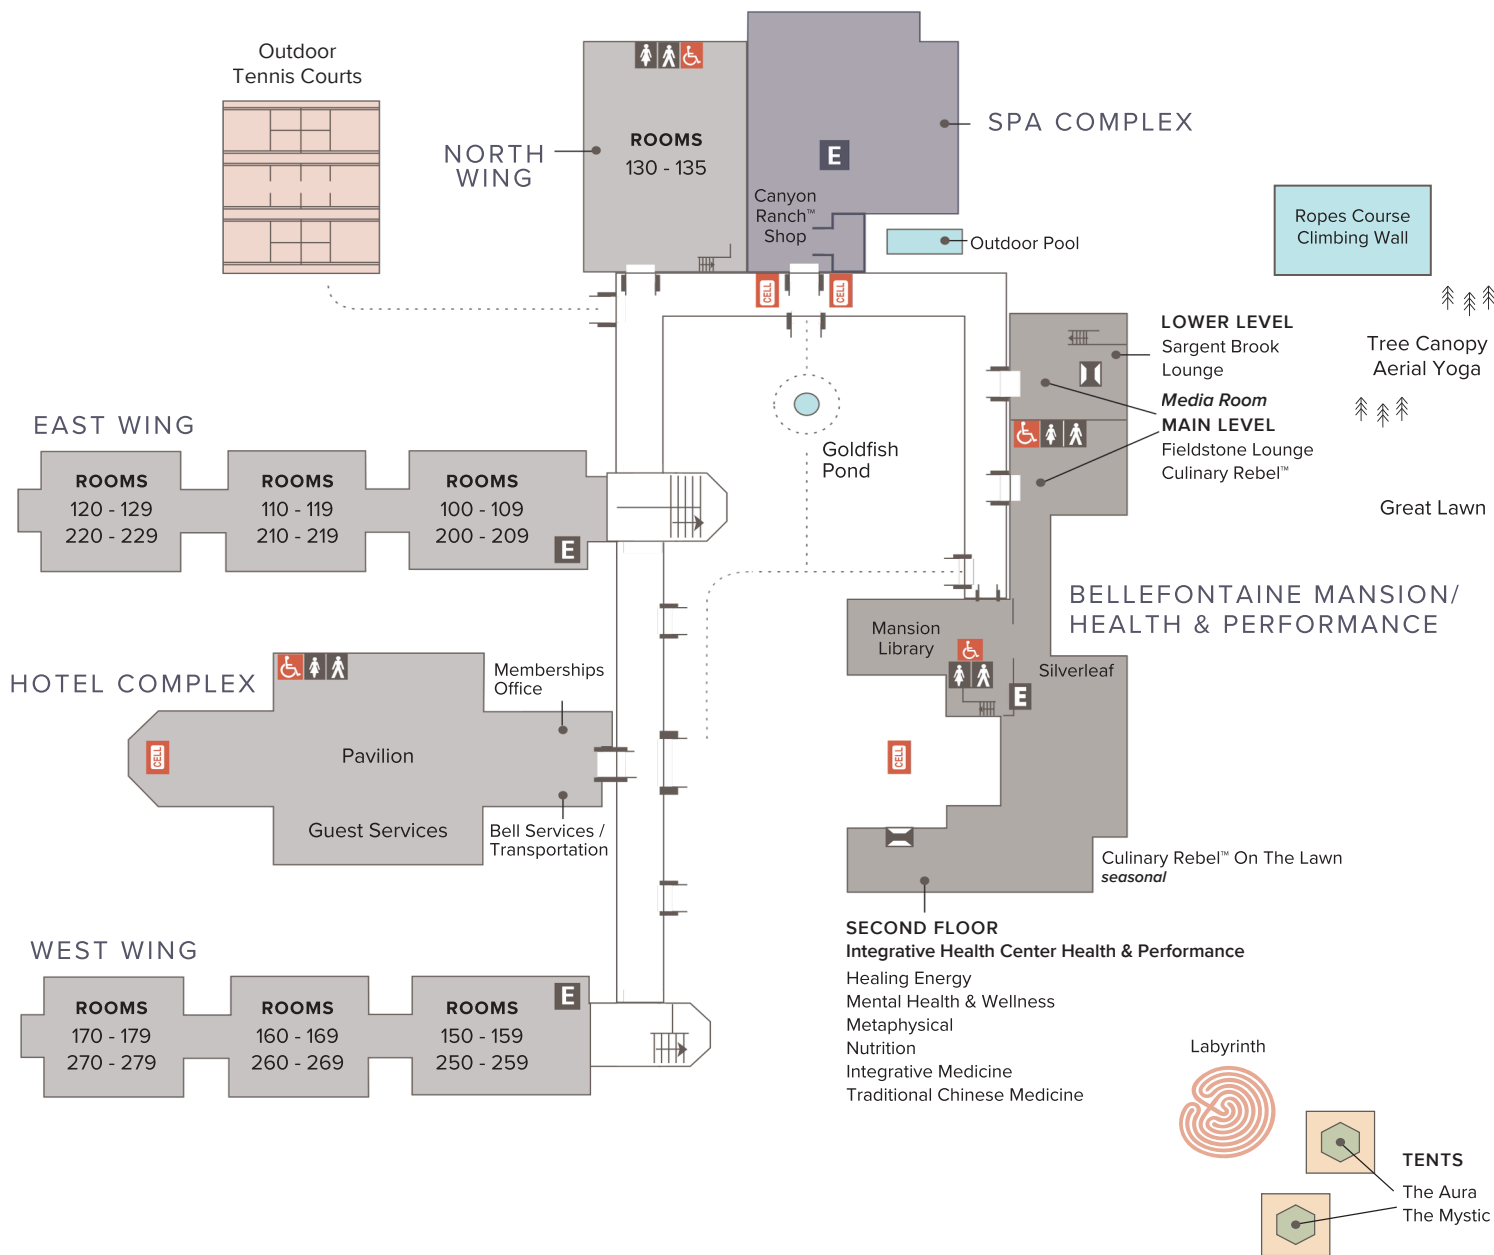 Outdoor
Tennis Courts
NORTH
WING
ROOMS
130 - 135
SPA COMPLEX
E
Canyon
Ranch™
Shop
Outdoor Pool
CELL
CELL
Ropes Course
Climbing Wall
Tree Canopy
Aerial Yoga
Great Lawn
LOWER LEVEL
Sargent Brook
Lounge
Media Room
MAIN LEVEL
Fieldstone Lounge
Culinary Rebel™
Goldfish
Pond
EAST WING
ROOMS
120 - 129
220 - 229
ROOMS
110 - 119
210 - 219
ROOMS
100 - 109
200 - 209
E
BELLEFONTAINE MANSION/
HEALTH & PERFORMANCE
Mansion
Library
Silverleaf
E
CELL
HOTEL COMPLEX
Memberships
Office
CELL
Pavilion
Guest Services
Bell Services /
Transportation
Culinary Rebel™ On The Lawn
seasonal
SECOND FLOOR
Integrative Health Center Health & Performance
Healing Energy
Mental Health & Wellness
Metaphysical
Nutrition
Integrative Medicine
Traditional Chinese Medicine
WEST WING
ROOMS
170 - 179
270 - 279
ROOMS
160 - 169
260 - 269
ROOMS
150 - 159
250 - 259
E
Labyrinth
TENTS
The Aura
The Mystic